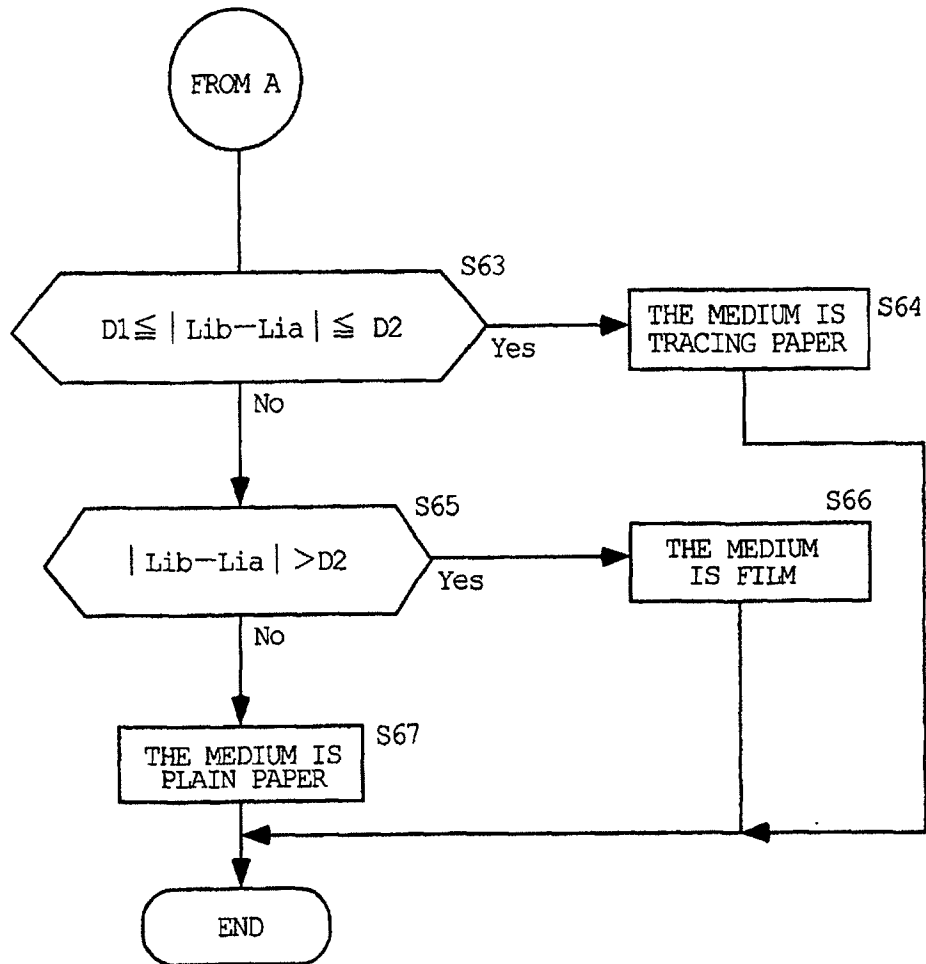 FROM A
S63
D1≦|Lib-Lia|≦ D2
Yes
THE MEDIUM IS
TRACING PAPER
S64
No
S65
|Lib-Lia|>D2
Yes
S66
THE MEDIUM
IS FILM
No
THE MEDIUM IS
PLAIN PAPER
S67
END